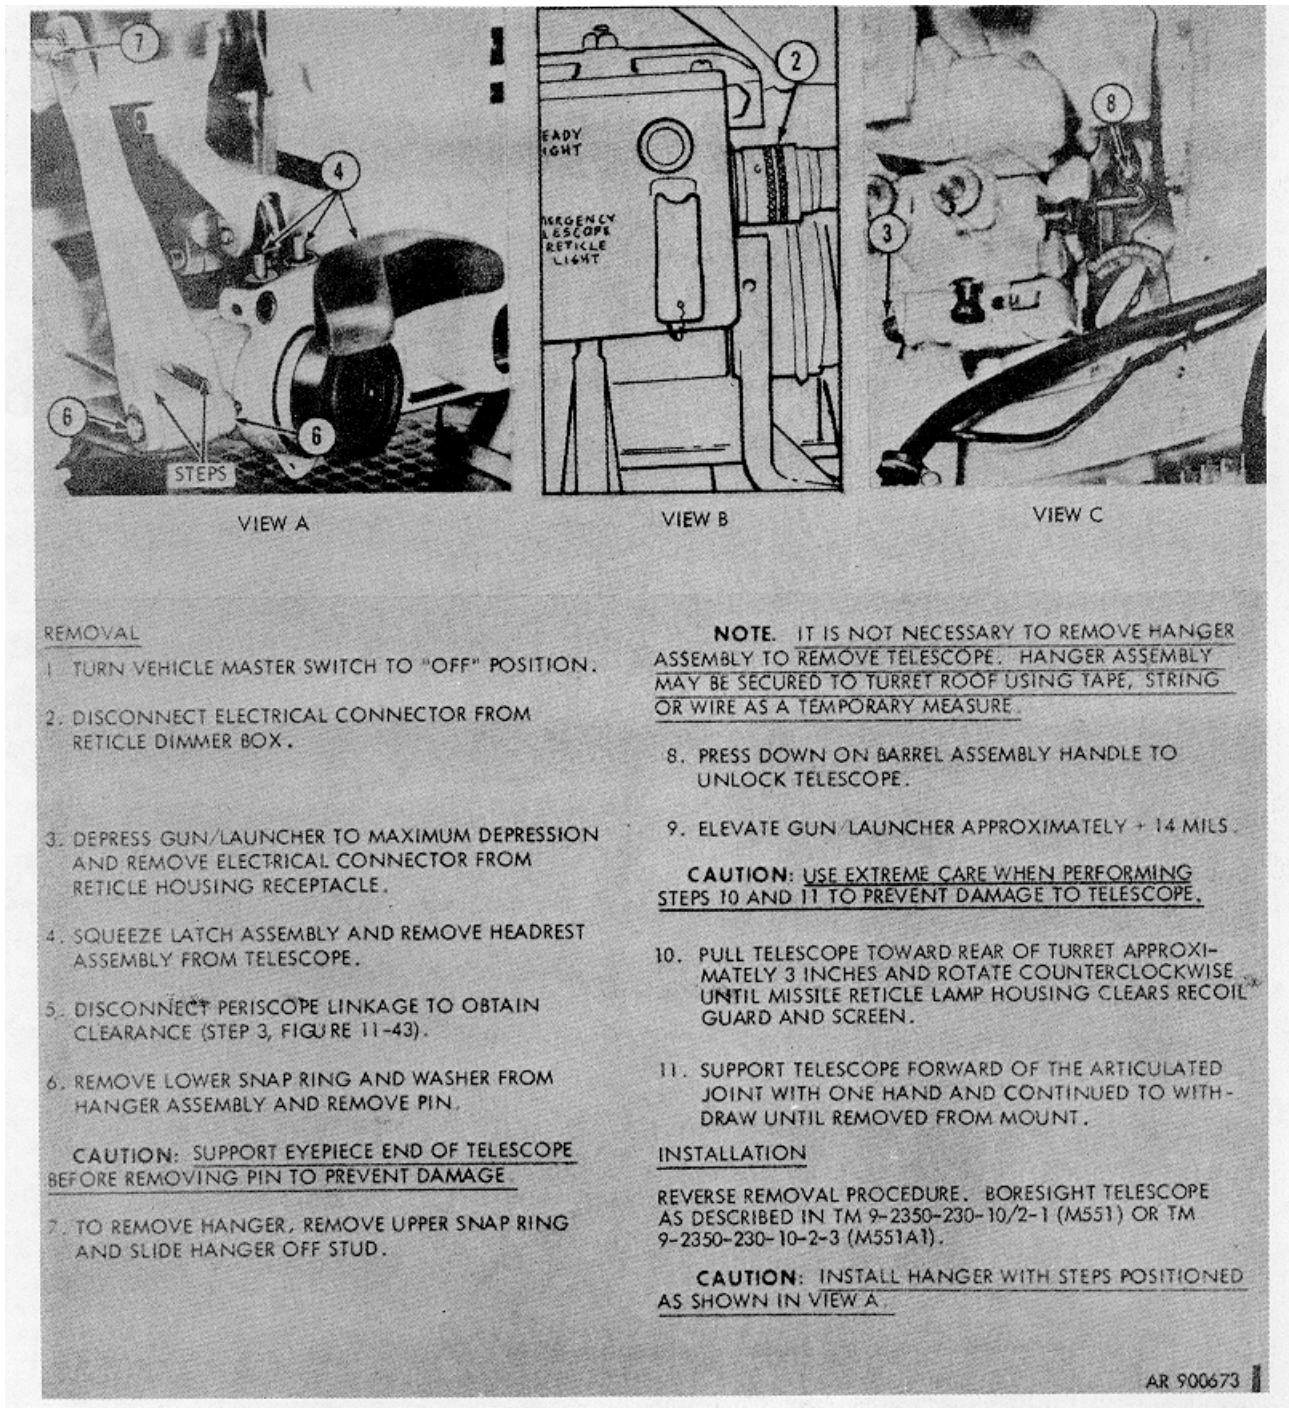 7
4
6
6
STEPS
VIEW A
2
EADY
GHT
ERGENCY
ESCOPE
RETICLE
LIGHT
VIEW B
8
3
VIEW C
REMOVAL
1 TURN VEHICLE MASTER SWITCH TO "OFF" POSITION.
2. DISCONNECT ELECTRICAL CONNECTOR FROM
RETICLE DIMMER BOX.
3. DEPRESS GUN/LAUNCHER TO MAXIMUM DEPRESSION
AND REMOVE ELECTRICAL CONNECTOR FROM
RETICLE HOUSING RECEPTACLE.
4. SQUEEZE LATCH ASSEMBLY AND REMOVE HEADREST
ASSEMBLY FROM TELESCOPE.
5. DISCONNECT PERISCOPE LINKAGE TO OBTAIN
CLEARANCE (STEP 3, FIGURE 11-43).
6. REMOVE LOWER SNAP RING AND WASHER FROM
HANGER ASSEMBLY AND REMOVE PIN.
CAUTION: SUPPORT EYEPIECE END OF TELESCOPE
BEFORE REMOVING PIN TO PREVENT DAMAGE
7. TO REMOVE HANGER, REMOVE UPPER SNAP RING
AND SLIDE HANGER OFF STUD.
NOTE. IT IS NOT NECESSARY TO REMOVE HANGER
ASSEMBLY TO REMOVE TELESCOPE. HANGER ASSEMBLY
MAY BE SECURED TO TURRET ROOF USING TAPE, STRING
OR WIRE AS A TEMPORARY MEASURE.
8. PRESS DOWN ON BARREL ASSEMBLY HANDLE TO
UNLOCK TELESCOPE.
9. ELEVATE GUN/LAUNCHER APPROXIMATELY + 14 MILS.
CAUTION: USE EXTREME CARE WHEN PERFORMING
STEPS 10 AND 11 TO PREVENT DAMAGE TO TELESCOPE.
10. PULL TELESCOPE TOWARD REAR OF TURRET APPROXI-
MATELY 3 INCHES AND ROTATE COUNTERCLOCKWISE
UNTIL MISSILE RETICLE LAMP HOUSING CLEARS RECOIL
GUARD AND SCREEN.
11. SUPPORT TELESCOPE FORWARD OF THE ARTICULATED
JOINT WITH ONE HAND AND CONTINUED TO WITH-
DRAW UNTIL REMOVED FROM MOUNT.
INSTALLATION
REVERSE REMOVAL PROCEDURE. BORESIGHT TELESCOPE
AS DESCRIBED IN TM 9-2350-230-10/2-1 (M551) OR TM
9-2350-230-10-2-3 (M551A1).
CAUTION: INSTALL HANGER WITH STEPS POSITIONED
AS SHOWN IN VIEW A.
AR 900673